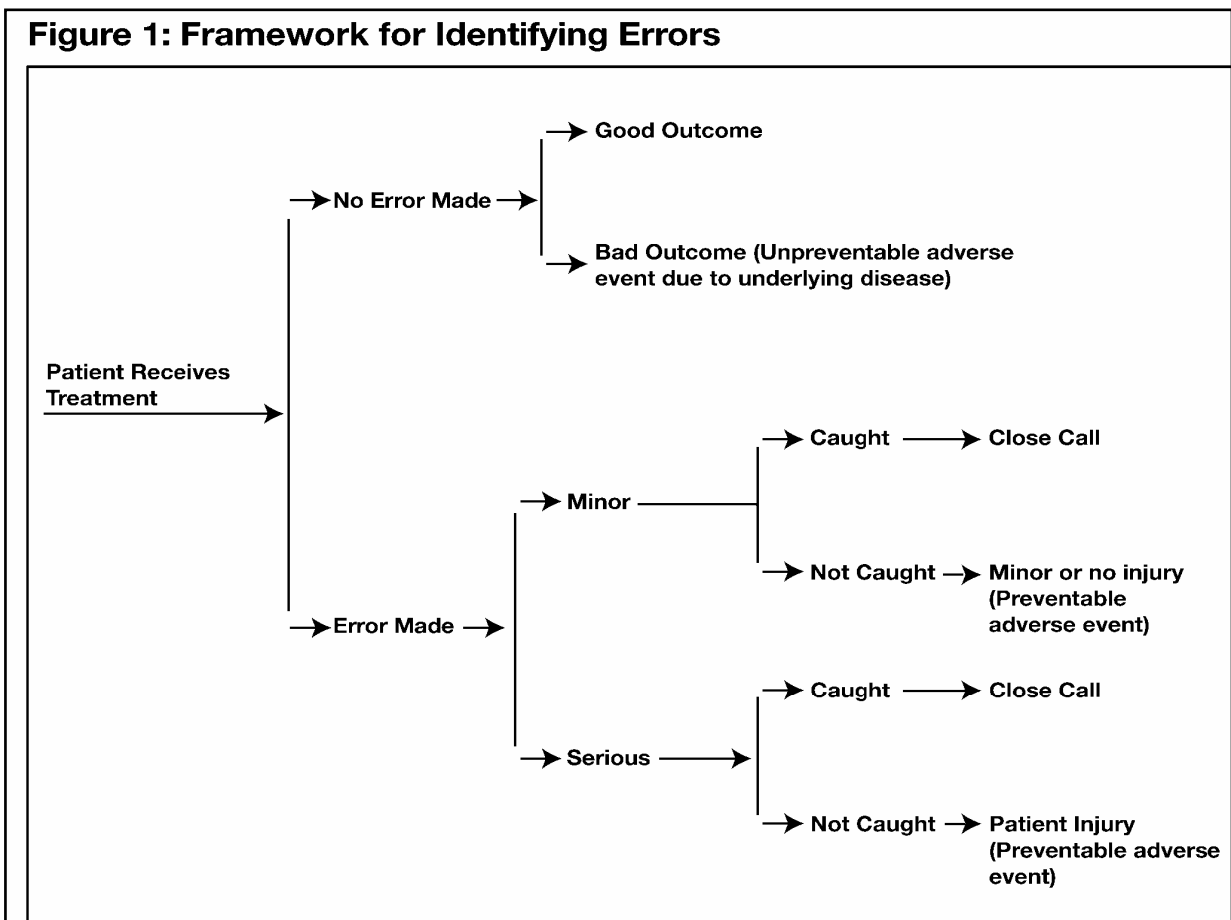 Figure 1: Framework for Identifying Errors
Good Outcome
No Error Made
Bad Outcome (Unpreventable adverse
event due to underlying disease)
Patient Receives
Treatment
Caught
Close Call
Minor
Not Caught
Minor or no injury
(Preventable
adverse event)
Error Made
Caught
Close Call
Serious
Not Caught
Patient Injury
(Preventable adverse
event)